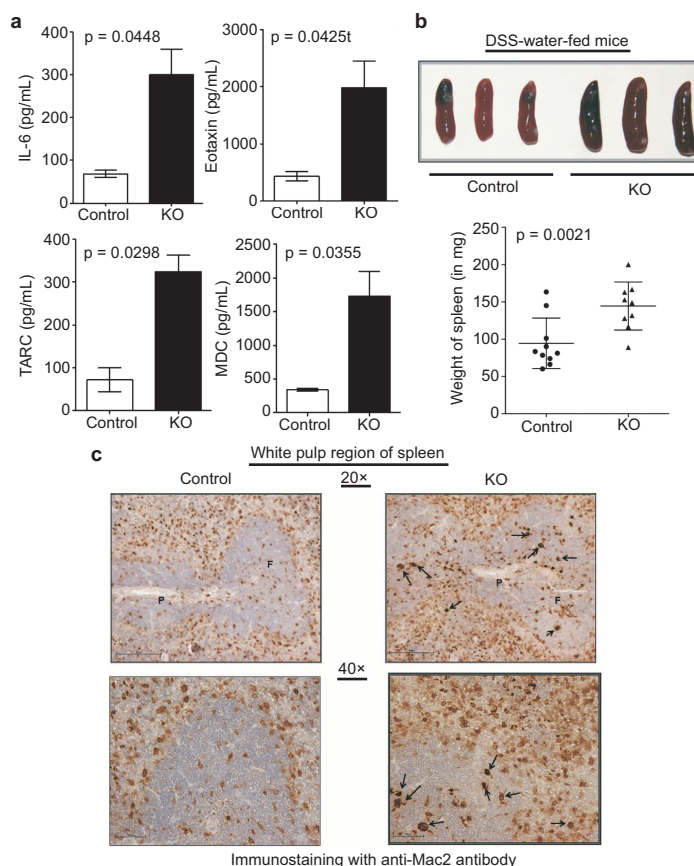 a
p = 0.0448
IL-6 (pg/mL)
400
300
200
100
0
Control
KO
p = 0.0425t
Eotaxin (pg/mL)
3000
2000
1000
0
Control
KO
p = 0.0298
TARC (pg/mL)
400
300
200
100
0
Control
KO
p = 0.0355
MDC (pg/mL)
2500
2000
1500
1000
500
0
Control
KO
b
DSS-water-fed mice
Control
KO
p = 0.0021
Weight of spleen (in mg)
250
200
150
100
50
0
Control
KO
c
White pulp region of spleen
Control
20×
KO
F
P
P
F
40×
Immunostaining with anti-Mac2 antibody